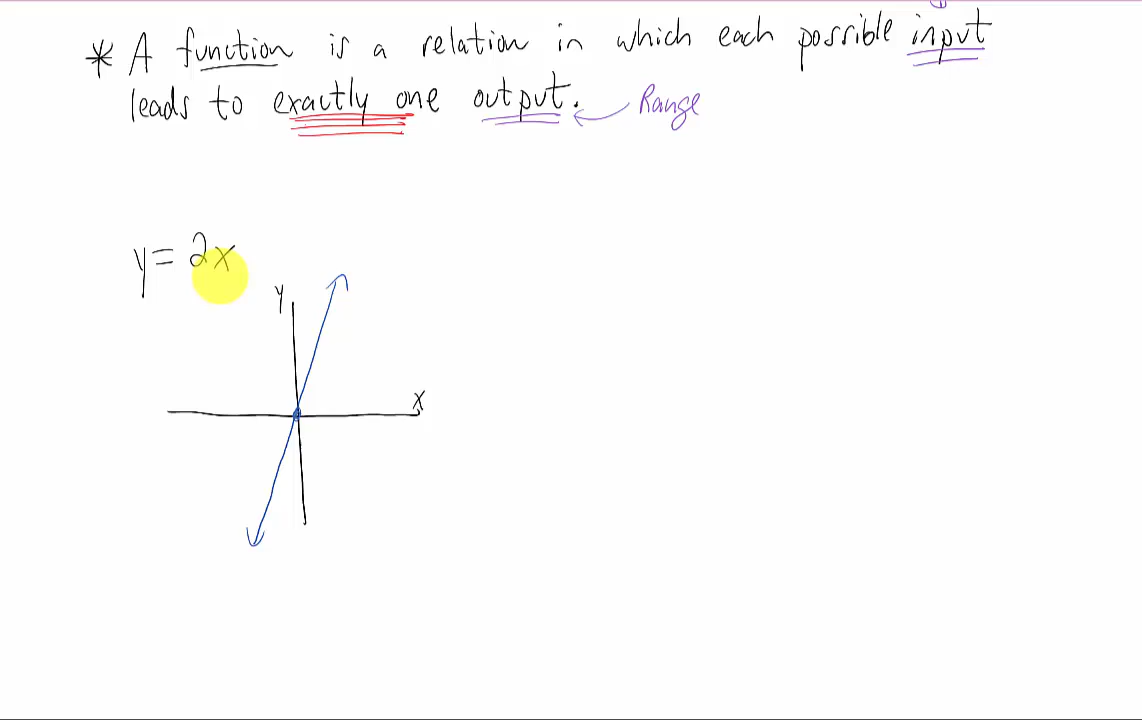 * A function is a relation in which each possible input
leads to exactly one output. Range
y = 2x
y
x